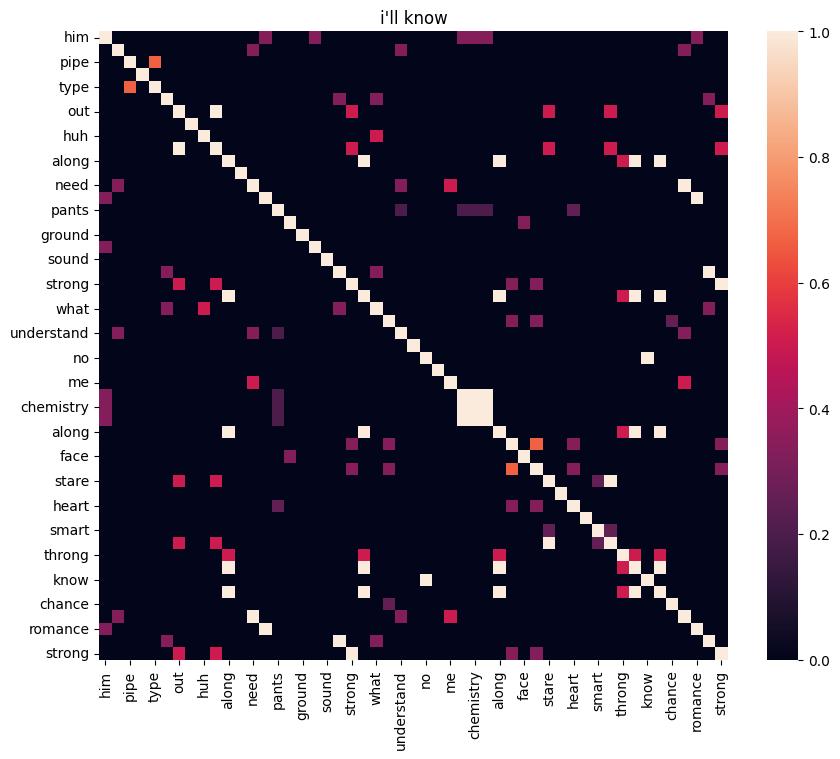 i'll know
him
pipe
type
out
huh
along
need
pants
ground
sound
strong
what
understand
no
me
chemistry
along
face
stare
heart
smart
throng
know
chance
romance
strong
him
pipe
type
out
huh
along
need
pants
ground
sound
strong
what
understand
no
me
chemistry
along
face
stare
heart
smart
throng
know
chance
romance
strong
1.0
0.8
0.6
0.4
0.2
0.0